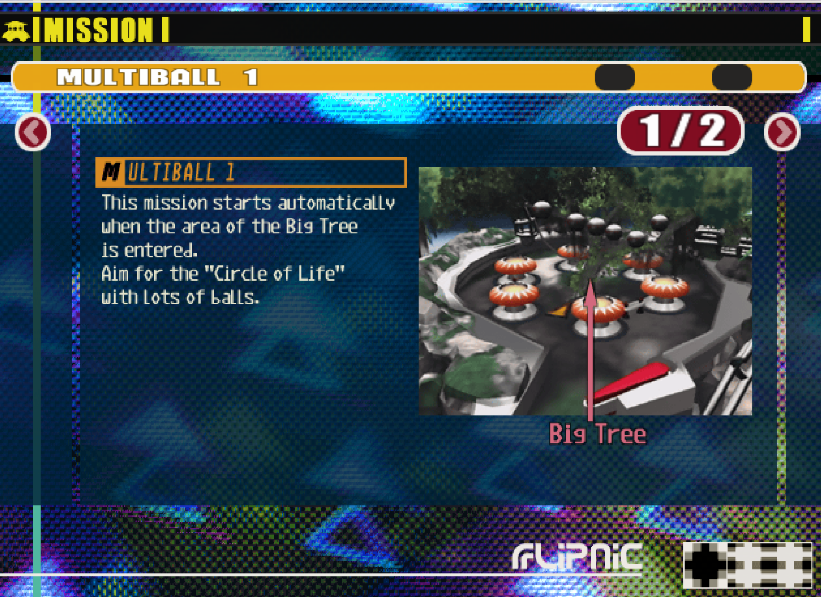 MISSION
MULTIBALL 1
1/2
MULTIBALL 1
This mission starts automatically
when the area of the Big Tree
is entered.
Aim for the "Circle of Life"
with lots of balls.
Big Tree
FLiPNiC